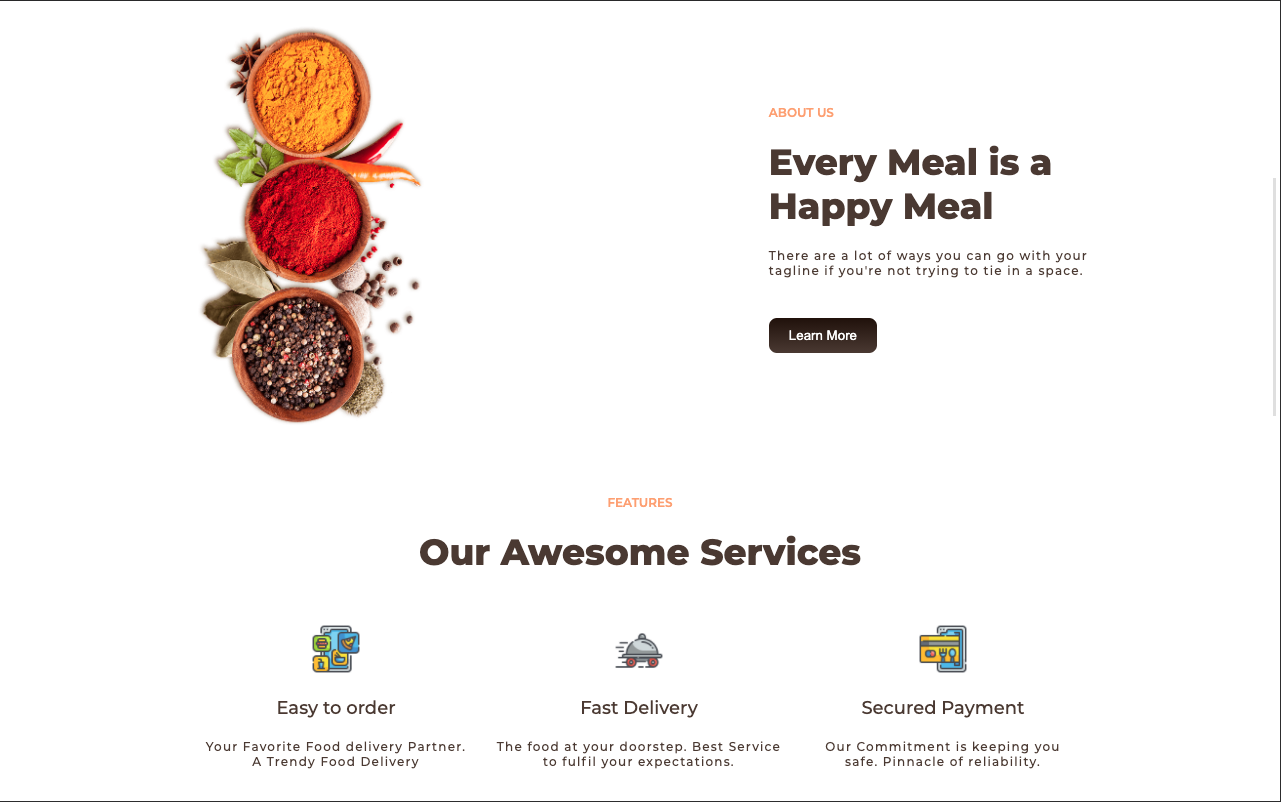 ABOUT US
Every Meal is a
Happy Meal
There are a lot of ways you can go with your
tagline if you're not trying to tie in a space.
Learn More
FEATURES
Our Awesome Services
Easy to order
Your Favorite Food delivery Partner.
A Trendy Food Delivery
Fast Delivery
The food at your doorstep. Best Service
to fulfil your expectations.
Secured Payment
Our Commitment is keeping you
safe. Pinnacle of reliability.